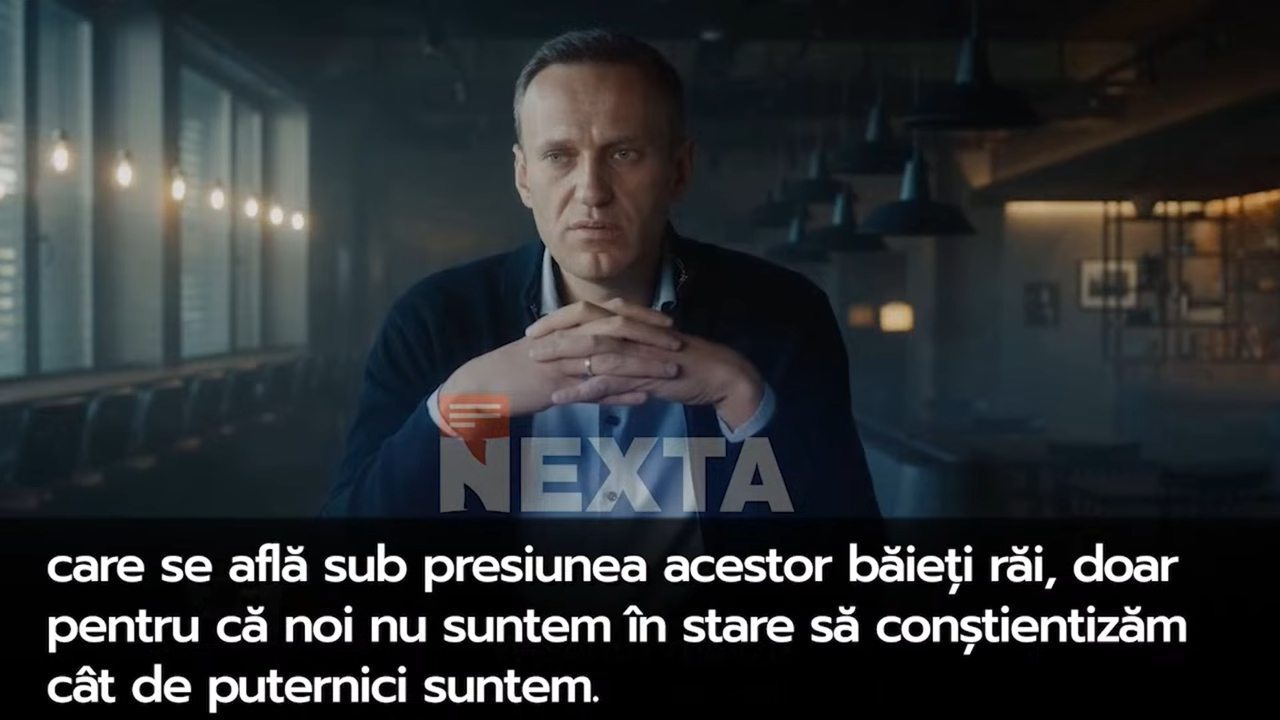 NEXTA
care se află sub presiunea acestor băieți răi, doar
pentru că noi nu suntem în stare să conștientizăm
cât de puternici suntem.